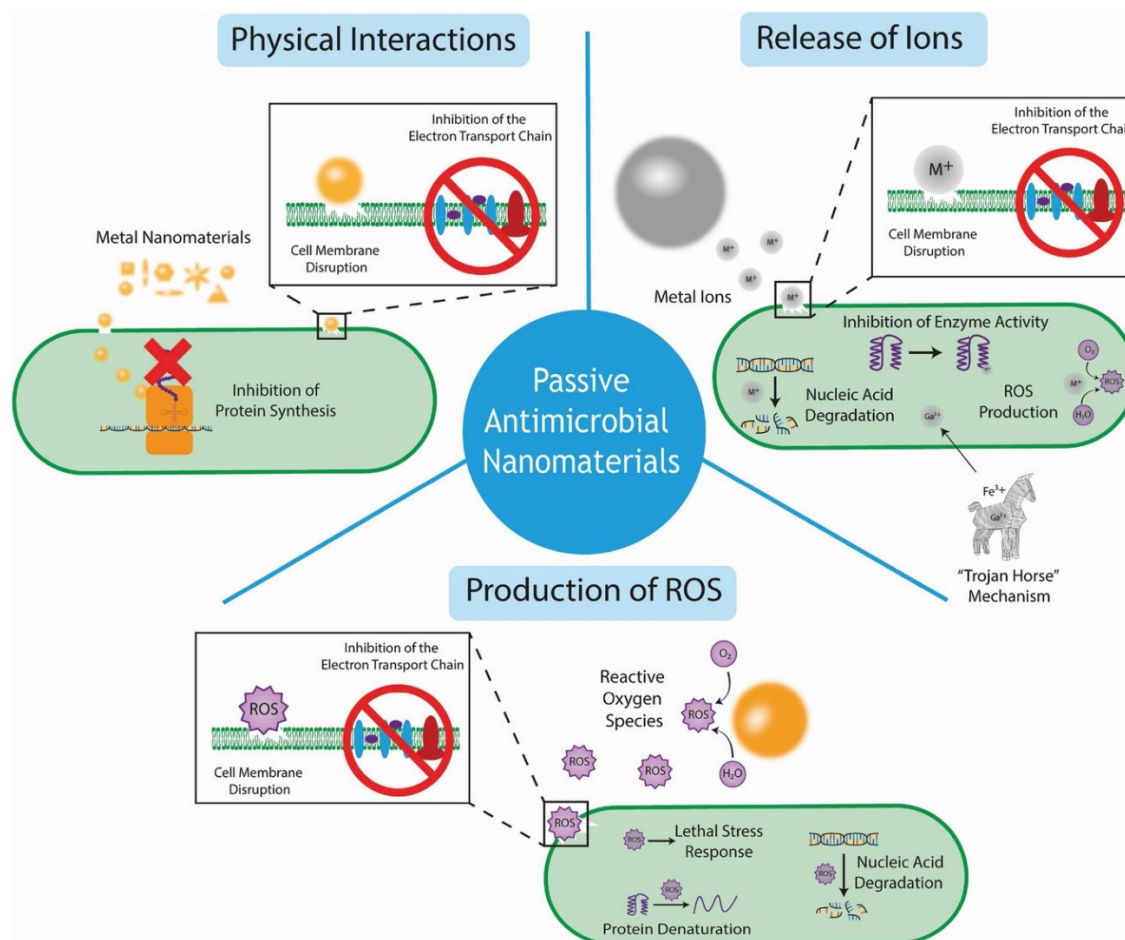 Physical Interactions
Inhibition of the
Electron Transport Chain
Cell Membrane
Disruption
Metal Nanomaterials
Inhibition of
Protein Synthesis
Release of Ions
Inhibition of the
Electron Transport Chain
M⁺
Cell Membrane
Disruption
M⁺
M⁺
M⁺
M⁺
M⁺
Metal Ions
Inhibition of Enzyme Activity
M⁺
Nucleic Acid
Degradation
ROS
Production
O₂
M⁺
ROS
H₂O
Ga³⁺
Fe³⁺
Ga³⁺
"Trojan Horse"
Mechanism
Passive
Antimicrobial
Nanomaterials
Production of ROS
Inhibition of the
Electron Transport Chain
ROS
Cell Membrane
Disruption
Reactive
Oxygen
Species
O₂
ROS
H₂O
ROS
ROS
ROS
ROS
Lethal Stress
Response
ROS
Protein Denaturation
ROS
Nucleic Acid
Degradation